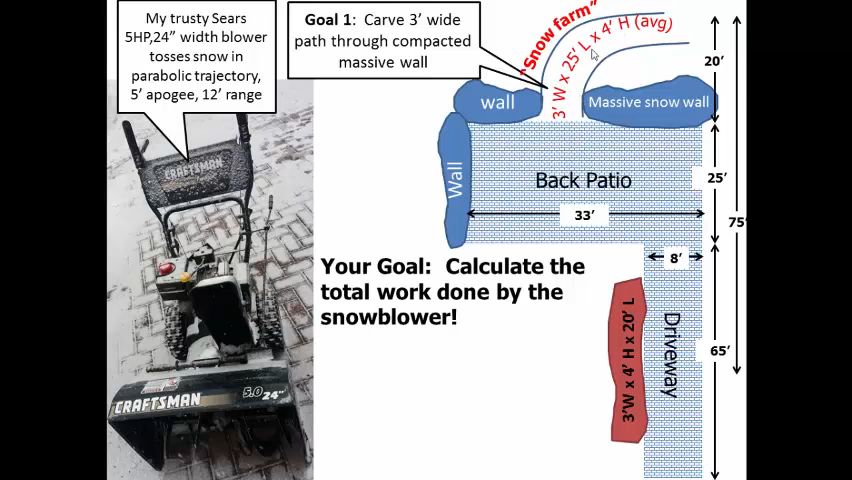 My trusty Sears
5HP,24” width blower
tosses snow in
parabolic trajectory,
5’ apogee, 12’ range
Goal 1:  Carve 3’ wide
path through compacted
massive wall
“Snow farm”
3’ W x 25’ L x 4’ H (avg)
20’
wall
Massive snow wall
Wall
Back Patio
25’
33’
75’
8’
CRAFTSMAN
Your Goal:  Calculate the
total work done by the
snowblower!
3’W x 4’ H x 20’ L
Driveway
65’
CRAFTSMAN
5.0 24"